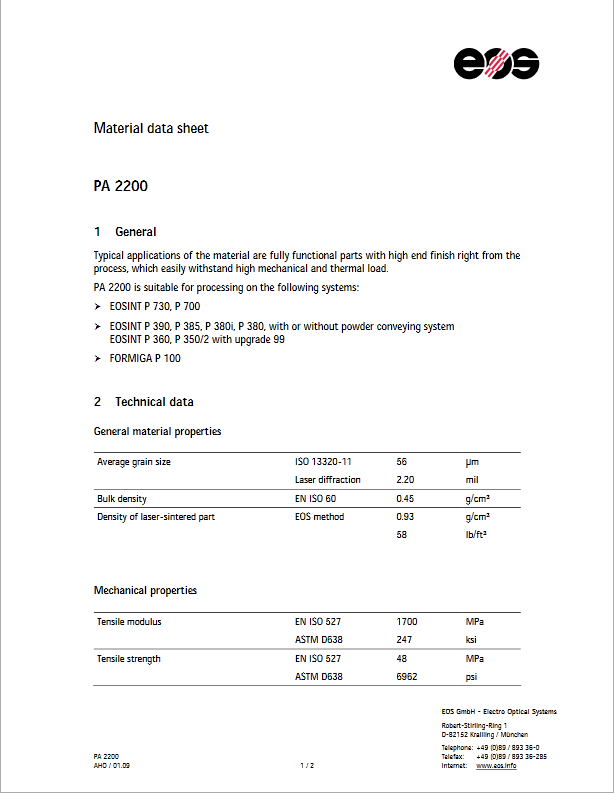 eos
Material data sheet
PA 2200
1 General
Typical applications of the material are fully functional parts with high end finish right from the
process, which easily withstand high mechanical and thermal load.
PA 2200 is suitable for processing on the following systems:
➤ EOSINT P 730, P 700
➤ EOSINT P 390, P 385, P 380i, P 380, with or without powder conveying system
EOSINT P 360, P 350/2 with upgrade 99
➤ FORMIGA P 100
2 Technical data
General material properties
Average grain size ISO 13320-11 56 µm
Laser diffraction 2.20 mil
Bulk density EN ISO 60 0.45 g/cm³
Density of laser-sintered part EOS method 0.93 g/cm³
58 lb/ft³
Mechanical properties
Tensile modulus EN ISO 527 1700 MPa
ASTM D638 247 ksi
Tensile strength EN ISO 527 48 MPa
ASTM D638 6962 psi
EOS GmbH - Electro Optical Systems
Robert-Stirling-Ring 1
D-82152 Krailling / München
Telephone: +49 (0)89 / 893 36-0
Telefax: +49 (0)89 / 893 36-285
Internet: www.eos.info
PA 2200
AHO / 01.09
1 / 2